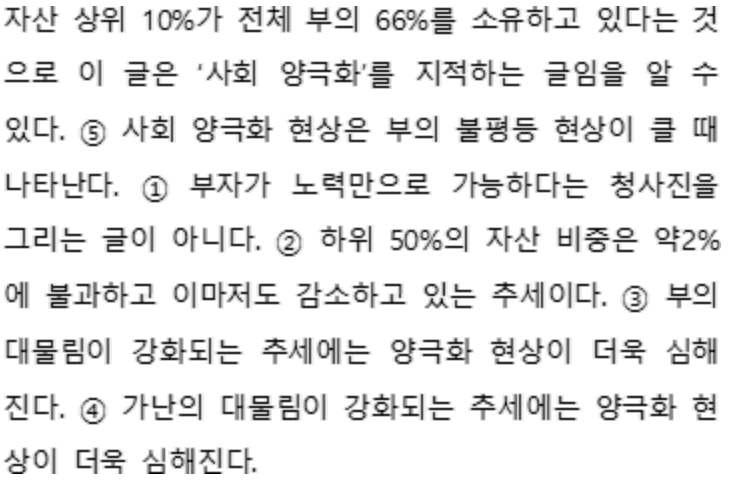 자산 상위 10%가 전체 부의 66%를 소유하고 있다는 것
으로 이 글은 ‘사회 양극화’를 지적하는 글임을 알 수
있다. ⑤ 사회 양극화 현상은 부의 불평등 현상이 클 때
나타난다. ① 부자가 노력만으로 가능하다는 청사진을
그리는 글이 아니다. ② 하위 50%의 자산 비중은 약2%
에 불과하고 이마저도 감소하고 있는 추세이다. ③ 부의
대물림이 강화되는 추세에는 양극화 현상이 더욱 심해
진다. ④ 가난의 대물림이 강화되는 추세에는 양극화 현
상이 더욱 심해진다.